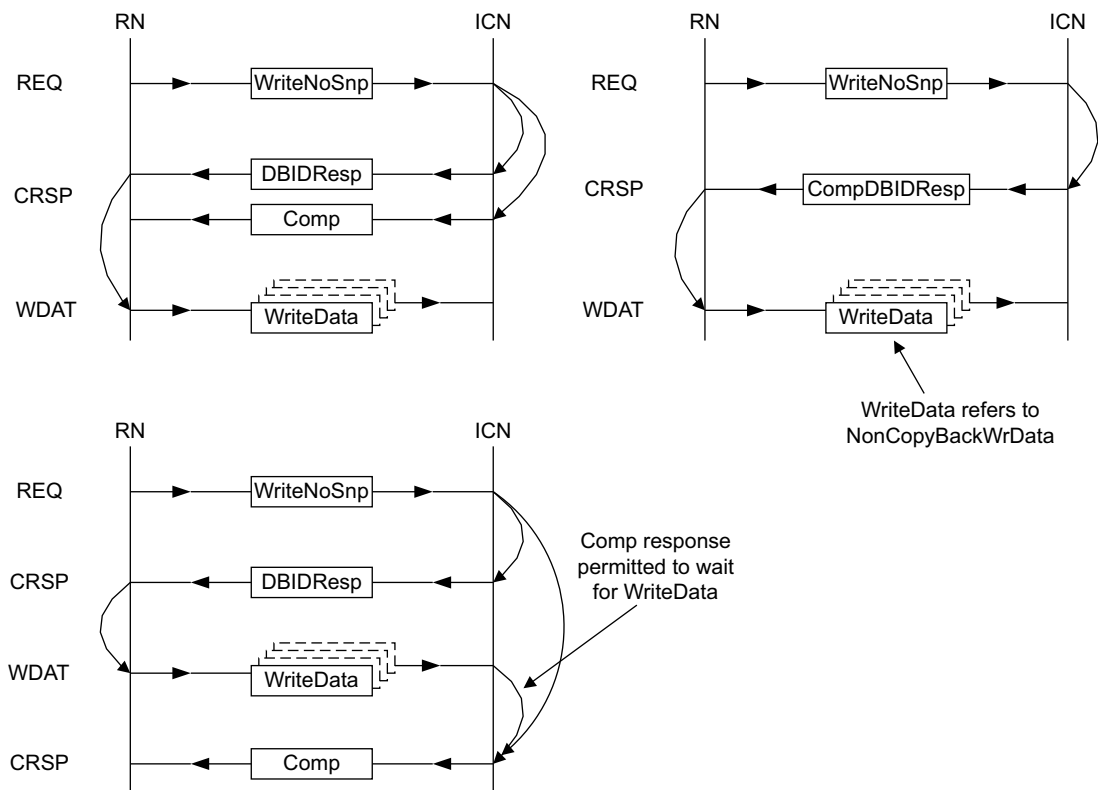 RN
ICN
REQ
WriteNoSnp
DBIDResp
CRSP
Comp
WDAT
WriteData
RN
ICN
REQ
WriteNoSnp
CRSP
CompDBIDResp
WDAT
WriteData
WriteData refers to
NonCopyBackWrData
RN
ICN
REQ
WriteNoSnp
Comp response
permitted to wait
for WriteData
CRSP
DBIDResp
WDAT
WriteData
CRSP
Comp